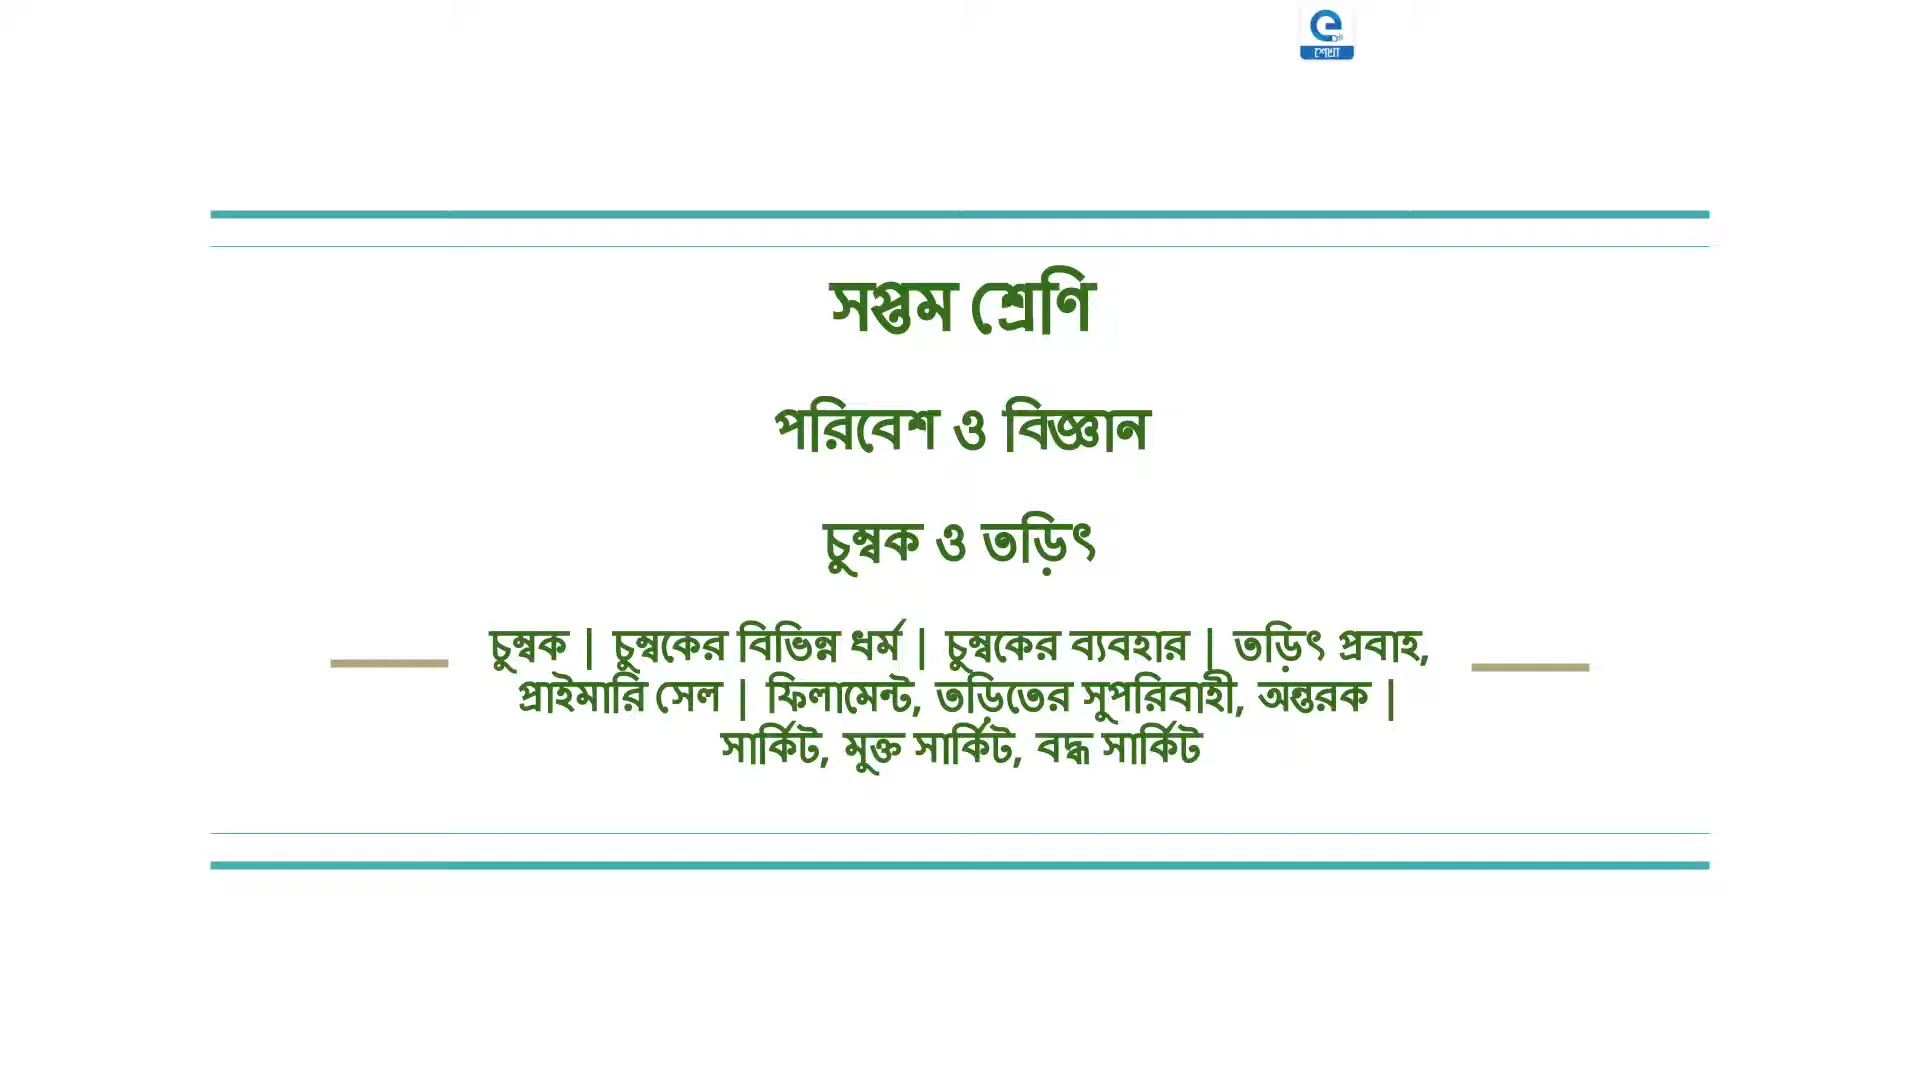 e
শেখা
সপ্তম শ্রেণি
পরিবেশ ও বিজ্ঞান
চুম্বক ও তড়িৎ
চুম্বক | চুম্বকের বিভিন্ন ধর্ম | চুম্বকের ব্যবহার | তড়িৎ প্রবাহ,
প্রাইমারি সেল | ফিলামেন্ট, তড়িতের সুপরিবাহী, অন্তরক |
সার্কিট, মুক্ত সার্কিট, বদ্ধ সার্কিট